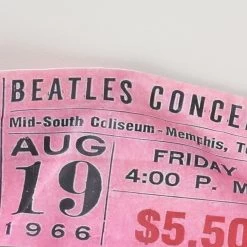 BEATLES CONCE
Mid-South Coliseum - Memphis, T
AUG
19
1966
FRIDAY
4:00 P. M
$5.50